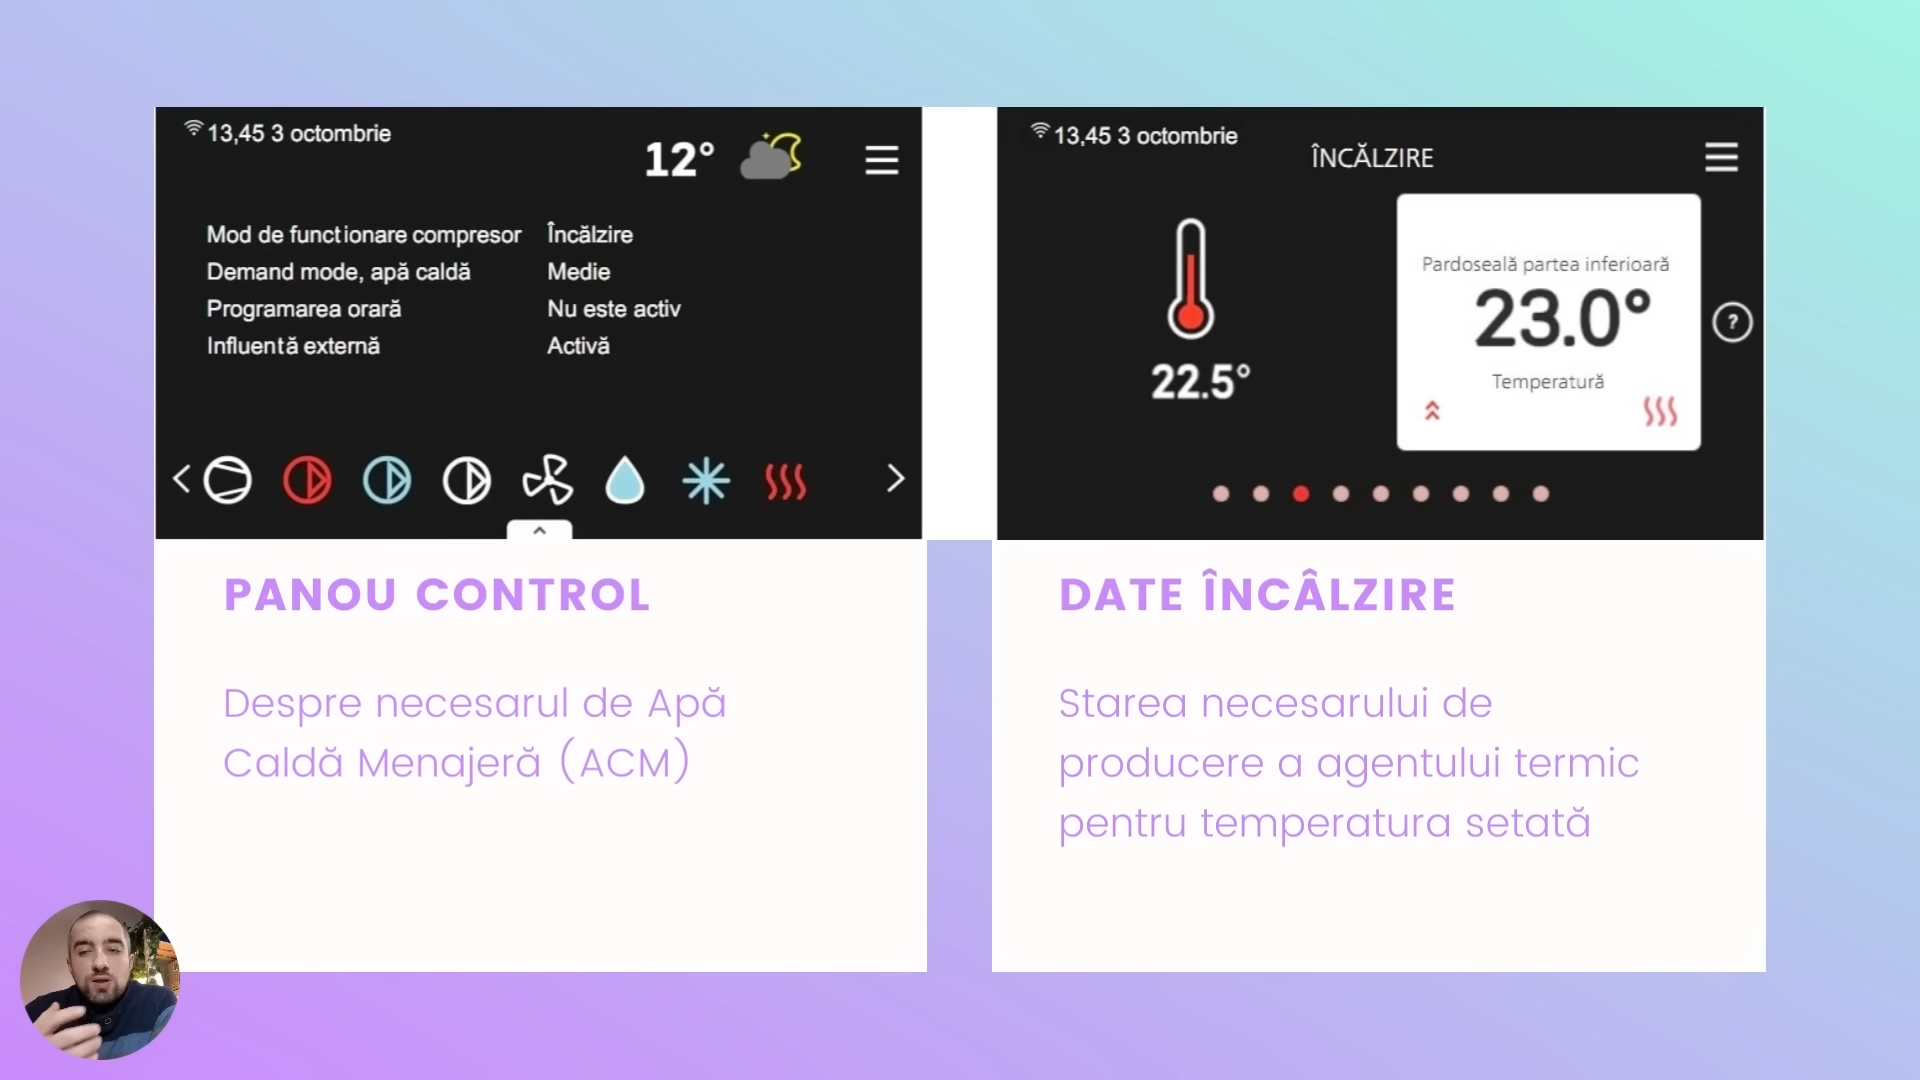 13,45 3 octombrie
12°
Mod de functionare compresor Încălzire
Demand mode, apă caldă Medie
Programarea orară Nu este activ
Influentă externă Activă
PANOU CONTROL
Despre necesarul de Apă
Caldă Menajeră (ACM)
13,45 3 octombrie
ÎNCĂLZIRE
Pardoseală partea inferioară
23.0°
Temperatură
?
22.5°
DATE ÎNCÂLZIRE
Starea necesarului de
producere a agentului termic
pentru temperatura setată